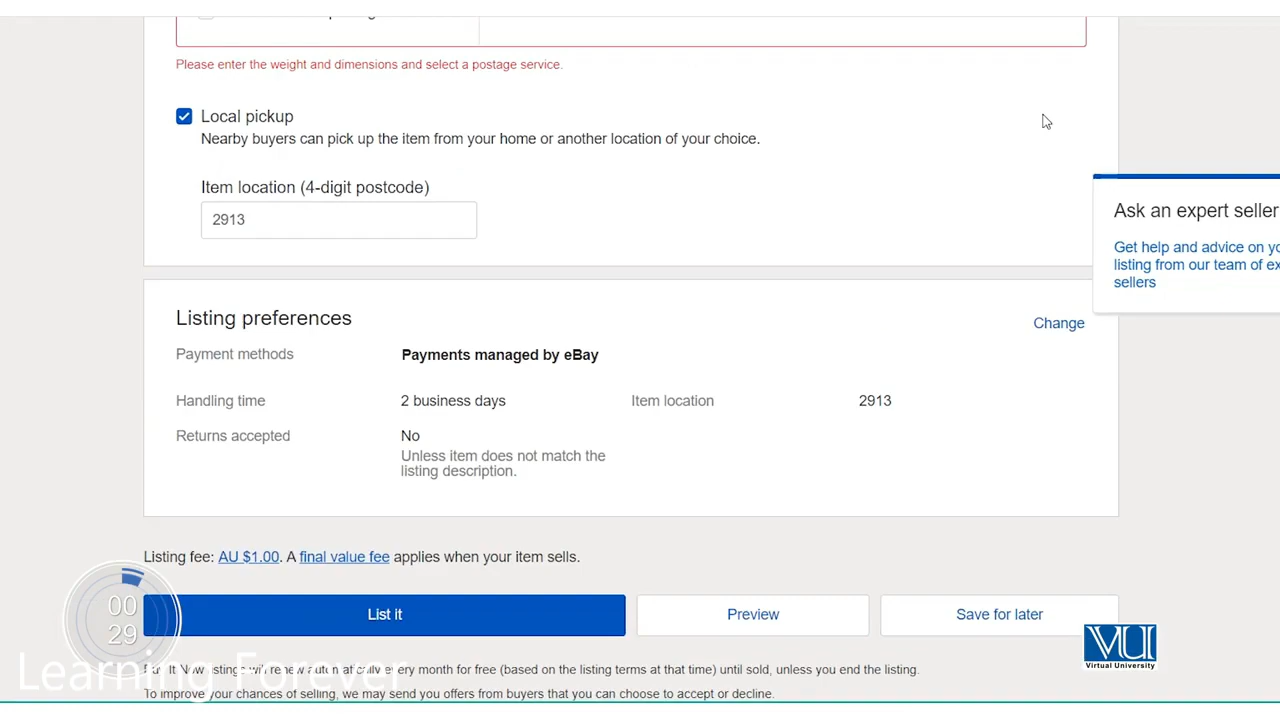 Please enter the weight and dimensions and select a postage service.
Local pickup
Nearby buyers can pick up the item from your home or another location of your choice.
Item location (4-digit postcode)
2913
Ask an expert seller
Get help and advice on yo
listing from our team of ex
sellers
Listing preferences
Change
Payment methods Payments managed by eBay
Handling time 2 business days Item location 2913
Returns accepted No
Unless item does not match the
listing description.
Listing fee: AU $1.00. A final value fee applies when your item sells.
00
29
List it Preview Save for later
VU
Virtual University
Learning Forever
Buy It Now listings will renew automatically every month for free (based on the listing terms at that time) until sold, unless you end the listing.
To improve your chances of selling, we may send you offers from buyers that you can choose to accept or decline.